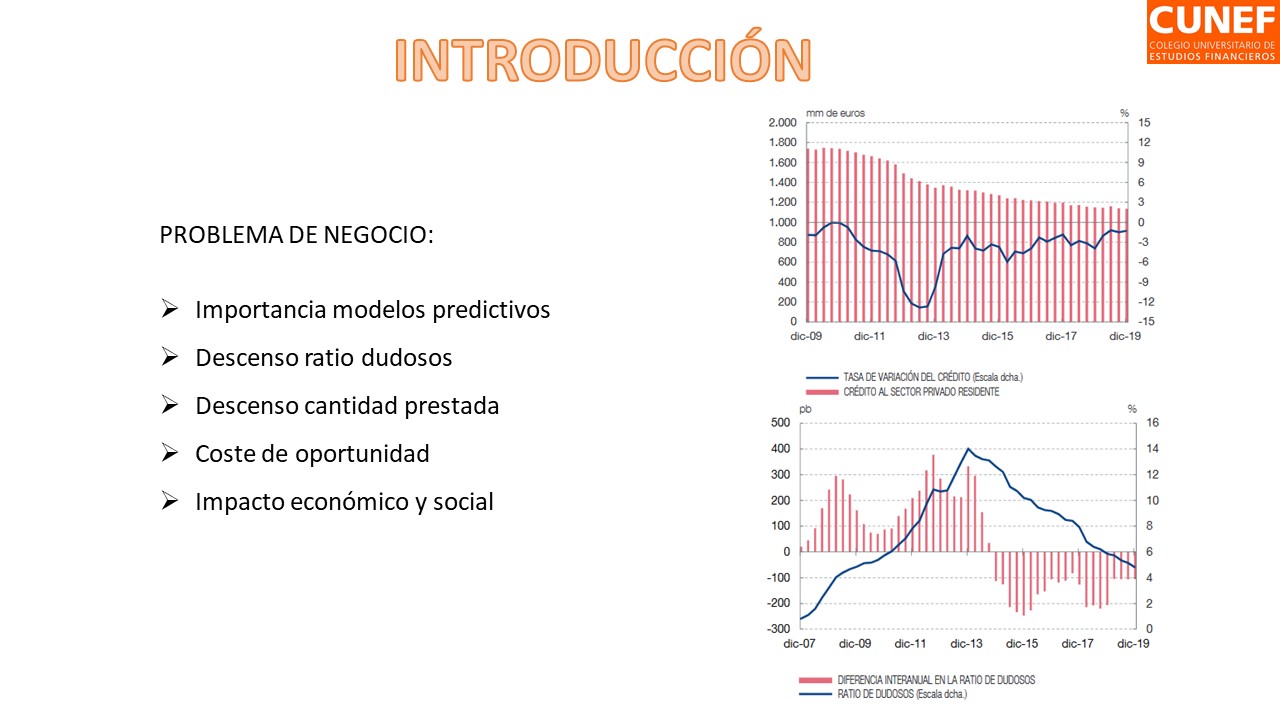 CUNEF
COLEGIO UNIVERSITARIO DE
ESTUDIOS FINANCIEROS
INTRODUCCIÓN
PROBLEMA DE NEGOCIO:
Importancia modelos predictivos
Descenso ratio dudosos
Descenso cantidad prestada
Coste de oportunidad
Impacto económico y social
mm de euros %
2.000 15
1.800 12
1.600 9
1.400 6
1.200 3
1.000 0
800 -3
600 -6
400 -9
200 -12
0 -15
dic-09 dic-11 dic-13 dic-15 dic-17 dic-19
TASA DE VARIACIÓN DEL CRÉDITO (Escala dcha.)
CRÉDITO AL SECTOR PRIVADO RESIDENTE
pb %
500 16
400 14
300 12
200 10
100 8
0 6
-100 4
-200 2
-300 0
dic-07 dic-09 dic-11 dic-13 dic-15 dic-17 dic-19
DIFERENCIA INTERANUAL EN LA RATIO DE DUDOSOS
RATIO DE DUDOSOS (Escala dcha.)